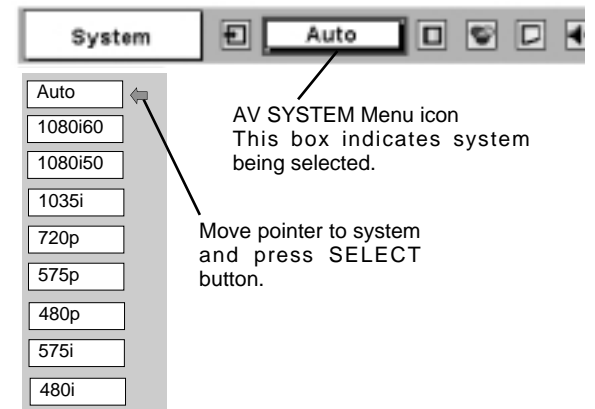 System
Auto
Auto
1080i60
1080i50
1035i
720p
575p
480p
575i
480i
AV SYSTEM Menu icon
This box indicates system
being selected.
Move pointer to system
and press SELECT
button.